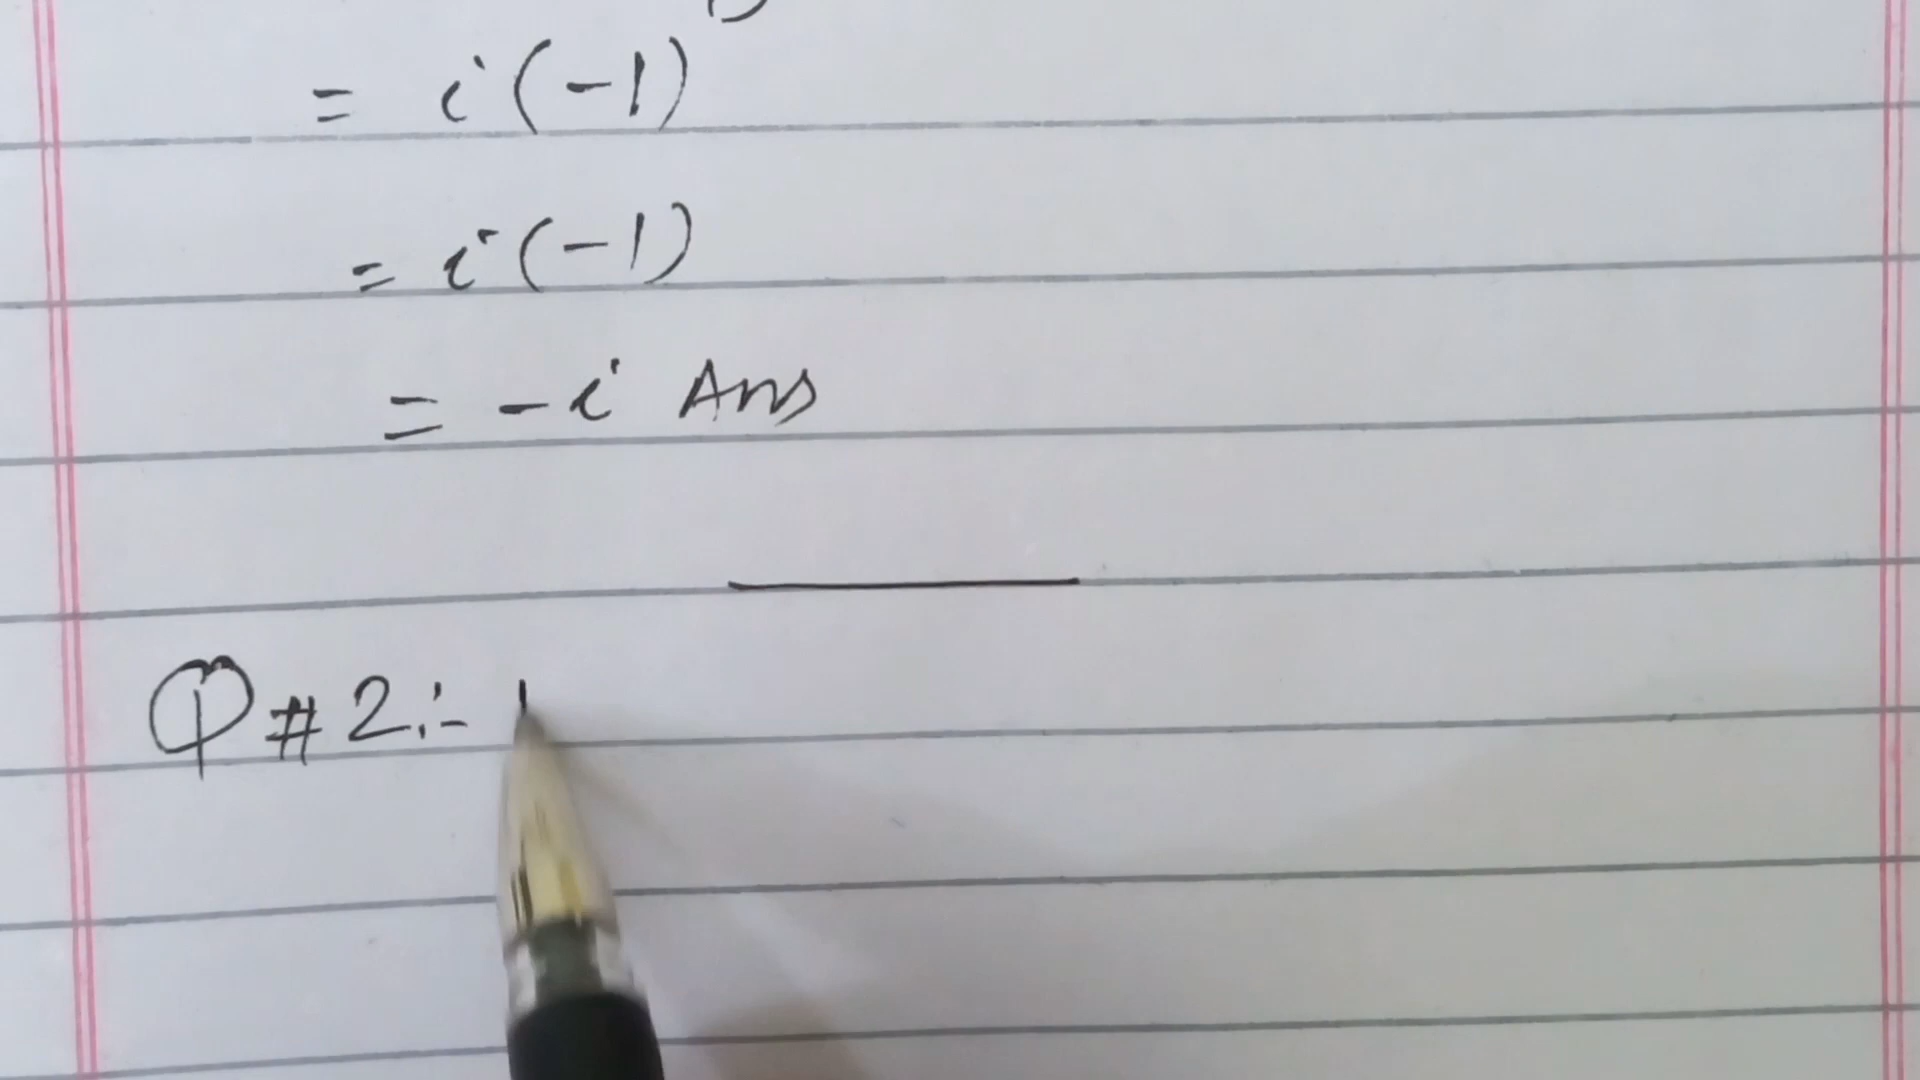 = i(-1)
= i(-1)
= -i Ans
Q # 2:-